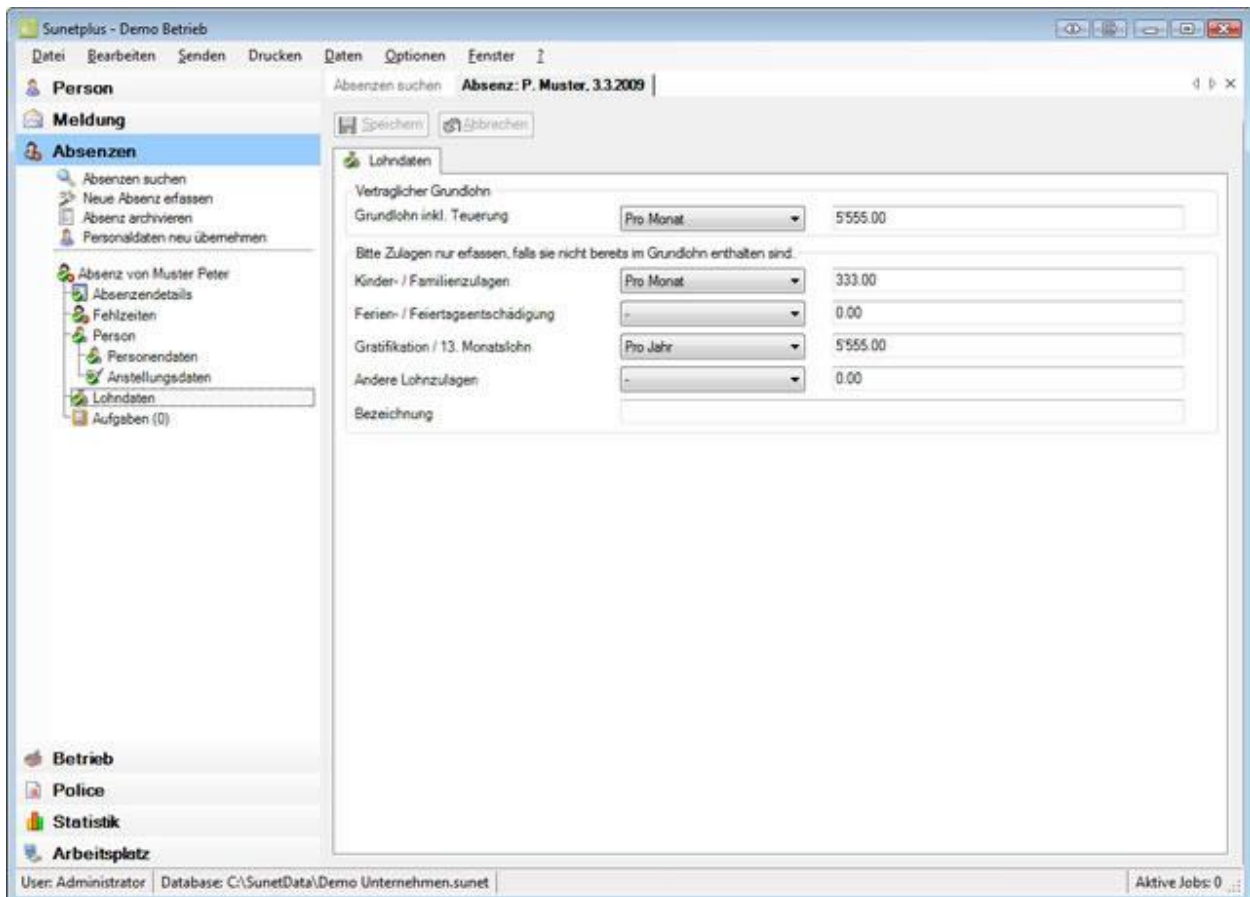 Sunetplus - Demo Betrieb
Datei Bearbeiten Senden Drucken Daten Optionen Fenster ?
Person
Meldung
Absenzen
Absenzen suchen
Neue Absenz erfassen
Absenz archivieren
Personaldaten neu übernehmen
Absenz von Muster Peter
Absenzendetails
Fehlzeiten
Person
Personendaten
Anstellungsdaten
Lohndaten
Aufgaben (0)
Betrieb
Police
Statistik
Arbeitsplatz
Absenzen suchen Absenz: P. Muster, 3.3.2009
Speichern Abbrechen
Lohndaten
Vertraglicher Grundlohn
Grundlohn inkl. Teuerung Pro Monat 5'555.00
Bitte Zulagen nur erfassen, falls sie nicht bereits im Grundlohn enthalten sind.
Kinder- / Familienzulagen Pro Monat 333.00
Ferien- / Feiertagsentschädigung - 0.00
Gratifikation / 13. Monatslohn Pro Jahr 5'555.00
Andere Lohnzulagen - 0.00
Bezeichnung
User: Administrator Database: C:\SunetData\Demo Unternehmen.sunet Aktive Jobs: 0